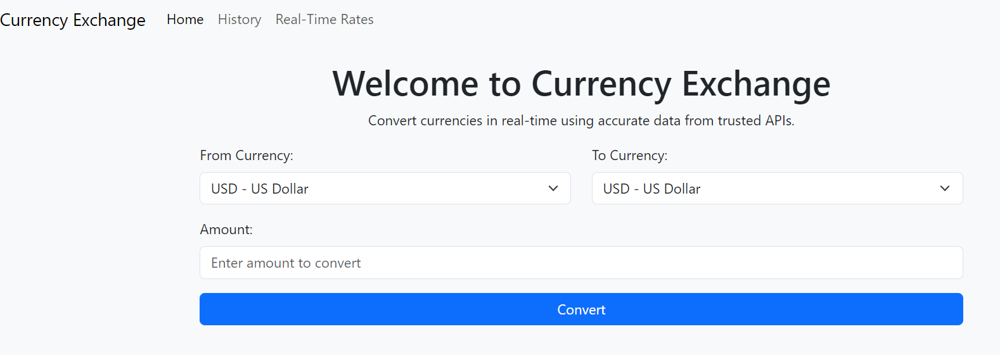 Currency Exchange Home History Real-Time Rates
Welcome to Currency Exchange
Convert currencies in real-time using accurate data from trusted APIs.
From Currency: To Currency:
USD - US Dollar USD - US Dollar
Amount:
Enter amount to convert
Convert